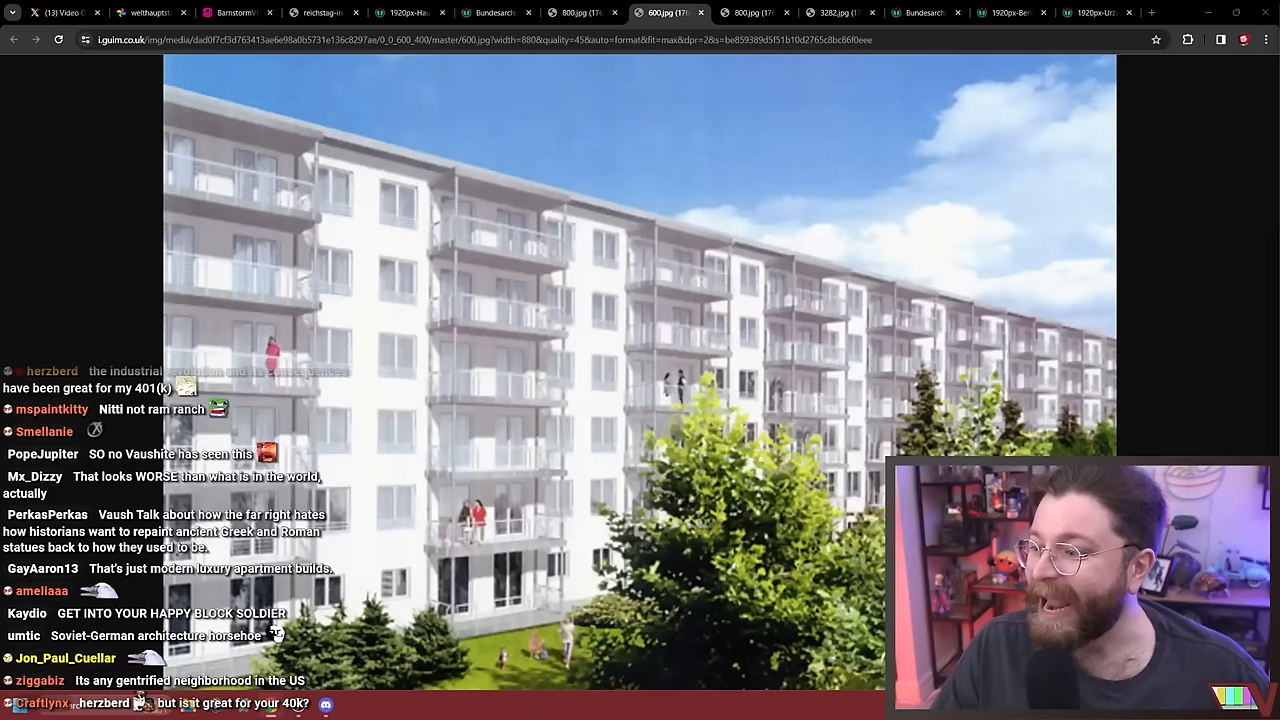 (13) Video G
welthauptst
BarnstormVi
reichstag-in
1920px-Hau
Bundesarch
800.jpg (176
600.jpg (176
800.jpg (176
3282.jpg (17
Bundesarch
1920px-Ber
1920px-Urz
i.guim.co.uk/img/media/dad0f7cf3d763413ae6e98a0b5731e136c8297ae/0_0_600_400/master/600.jpg?width=880&quality=45&auto=format&fit=max&dpr=2&s=be859389d5f51b10d2765c8bc86f0eee
herzberd the industrial revolution and its consequences
have been great for my 401(k)
mspaintkitty Nitti not ram ranch
Smellanie
PopeJupiter SO no Vaushite has seen this
Mx_Dizzy That looks WORSE than what is in the world,
actually
PerkasPerkas Vaush Talk about how the far right hates
how historians want to repaint ancient Greek and Roman
statues back to how they used to be.
GayAaron13 That's just modern luxury apartment builds.
ameliaaa
Kaydio GET INTO YOUR HAPPY BLOCK SOLDIER
umtic Soviet-German architecture horsehoe
Jon_Paul_Cuellar
ziggabiz Its any gentrified neighborhood in the US
Craftlynx herzberd but is it great for your 40k?